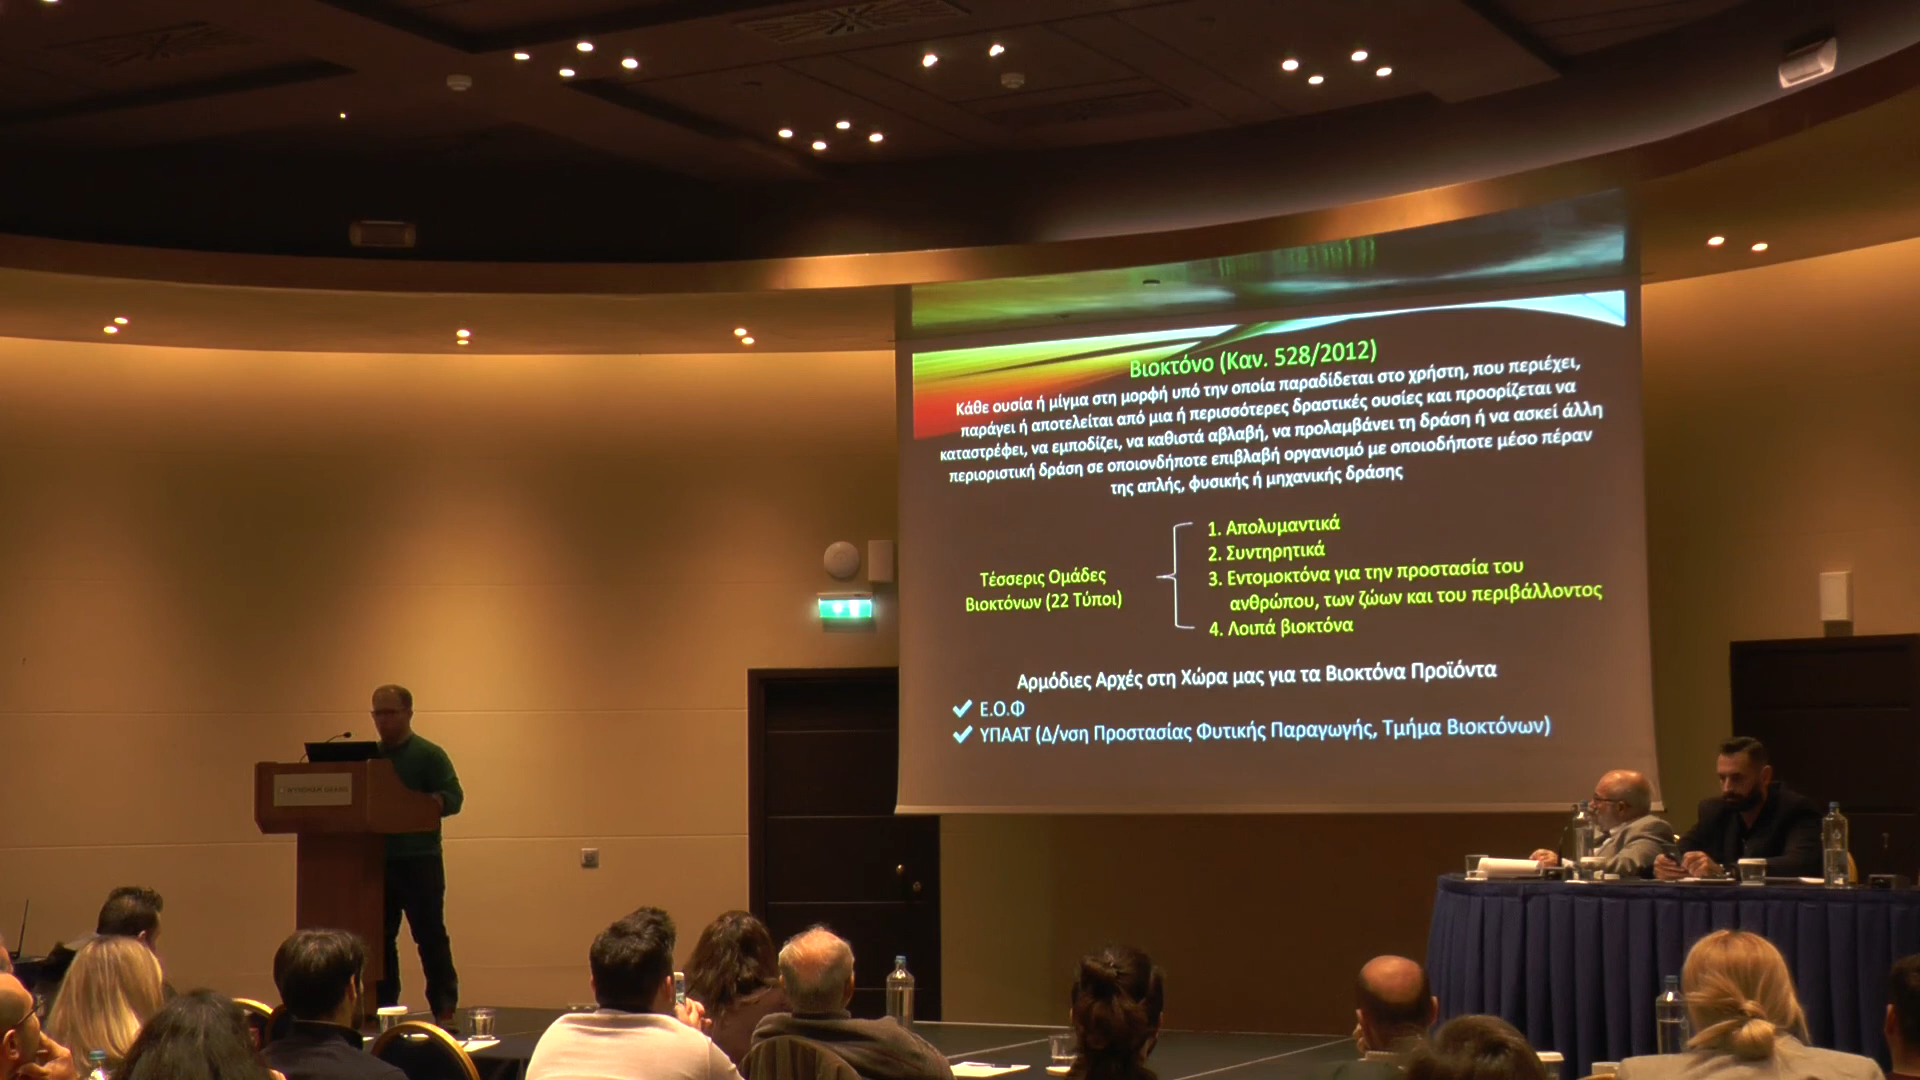 Βιοκτόνο (Καν. 528/2012)
Κάθε ουσία ή μίγμα στη μορφή υπό την οποία παραδίδεται στο χρήστη, που περιέχει,
παράγει ή αποτελείται από μια ή περισσότερες δραστικές ουσίες και προορίζεται να
καταστρέφει, να εμποδίζει, να καθιστά αβλαβή, να προλαμβάνει τη δράση ή να ασκεί άλλη
περιοριστική δράση σε οποιονδήποτε επιβλαβή οργανισμό με οποιοδήποτε μέσο πέραν
της απλής, φυσικής ή μηχανικής δράσης
Τέσσερις Ομάδες
Βιοκτόνων (22 Τύποι)
1. Απολυμαντικά
2. Συντηρητικά
3. Εντομοκτόνα για την προστασία του
ανθρώπου, των ζώων και του περιβάλλοντος
4. Λοιπά βιοκτόνα
Αρμόδιες Αρχές στη Χώρα μας για τα Βιοκτόνα Προϊόντα
Ε.Ο.Φ
ΥΠΑΑΤ (Δ/νση Προστασίας Φυτικής Παραγωγής, Τμήμα Βιοκτόνων)